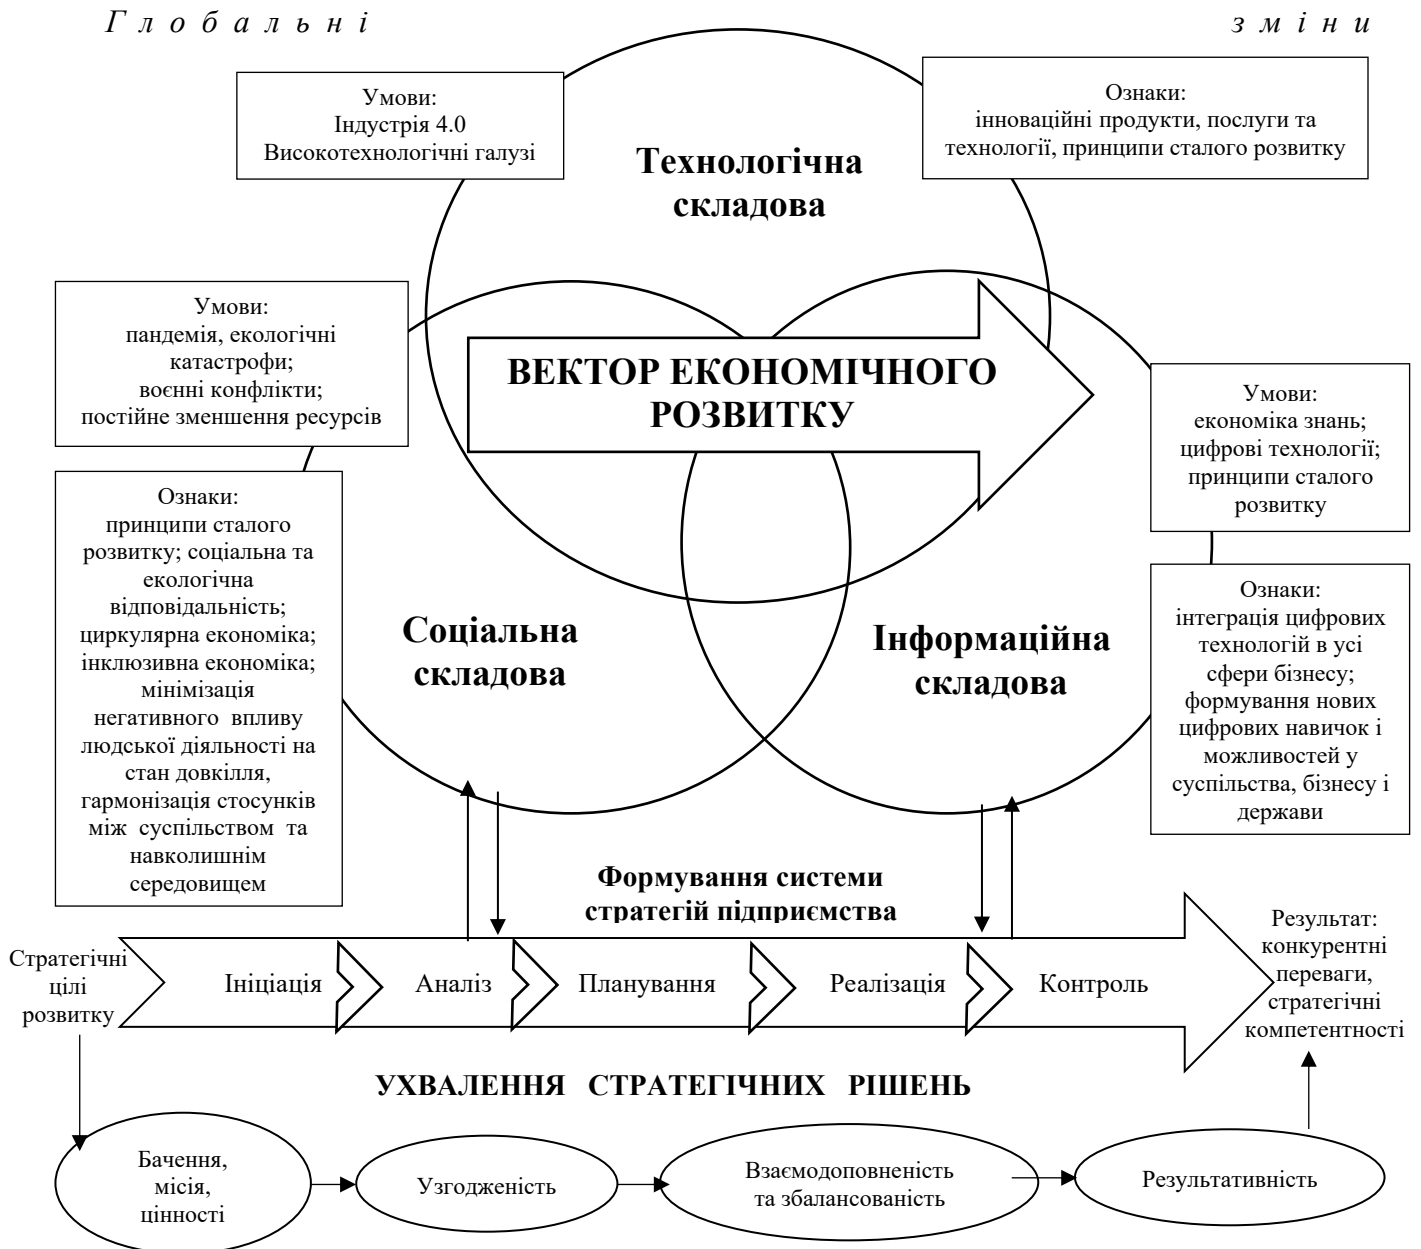 Глобальні зміни
Умови:
Індустрія 4.0
Високотехнологічні галузі
Ознаки:
інноваційні продукти, послуги та
технології, принципи сталого розвитку
Технологічна
складова
Умови:
пандемія, екологічні
катастрофи;
воєнні конфлікти;
постійне зменшення ресурсів
ВЕКТОР ЕКОНОМІЧНОГО
РОЗВИТКУ
Умови:
економіка знань;
цифрові технології;
принципи сталого
розвитку
Ознаки:
принципи сталого
розвитку; соціальна та
екологічна
відповідальність;
циркулярна економіка;
інклюзивна економіка;
мінімізація
негативного впливу
людської діяльності на
стан довкілля,
гармонізація стосунків
між суспільством та
навколишнім
середовищем
Соціальна
складова
Інформаційна
складова
Ознаки:
інтеграція цифрових
технологій в усі
сфери бізнесу;
формування нових
цифрових навичок і
можливостей у
суспільства, бізнесу і
держави
Формування системи
стратегій підприємства
Стратегічні
цілі
розвитку
Ініціація
Аналіз
Планування
Реалізація
Контроль
Результат:
конкурентні
переваги,
стратегічні
компетентності
УХВАЛЕННЯ СТРАТЕГІЧНИХ РІШЕНЬ
Бачення,
місія,
цінності
Узгодженість
Взаємодоповненість
та збалансованість
Результативність